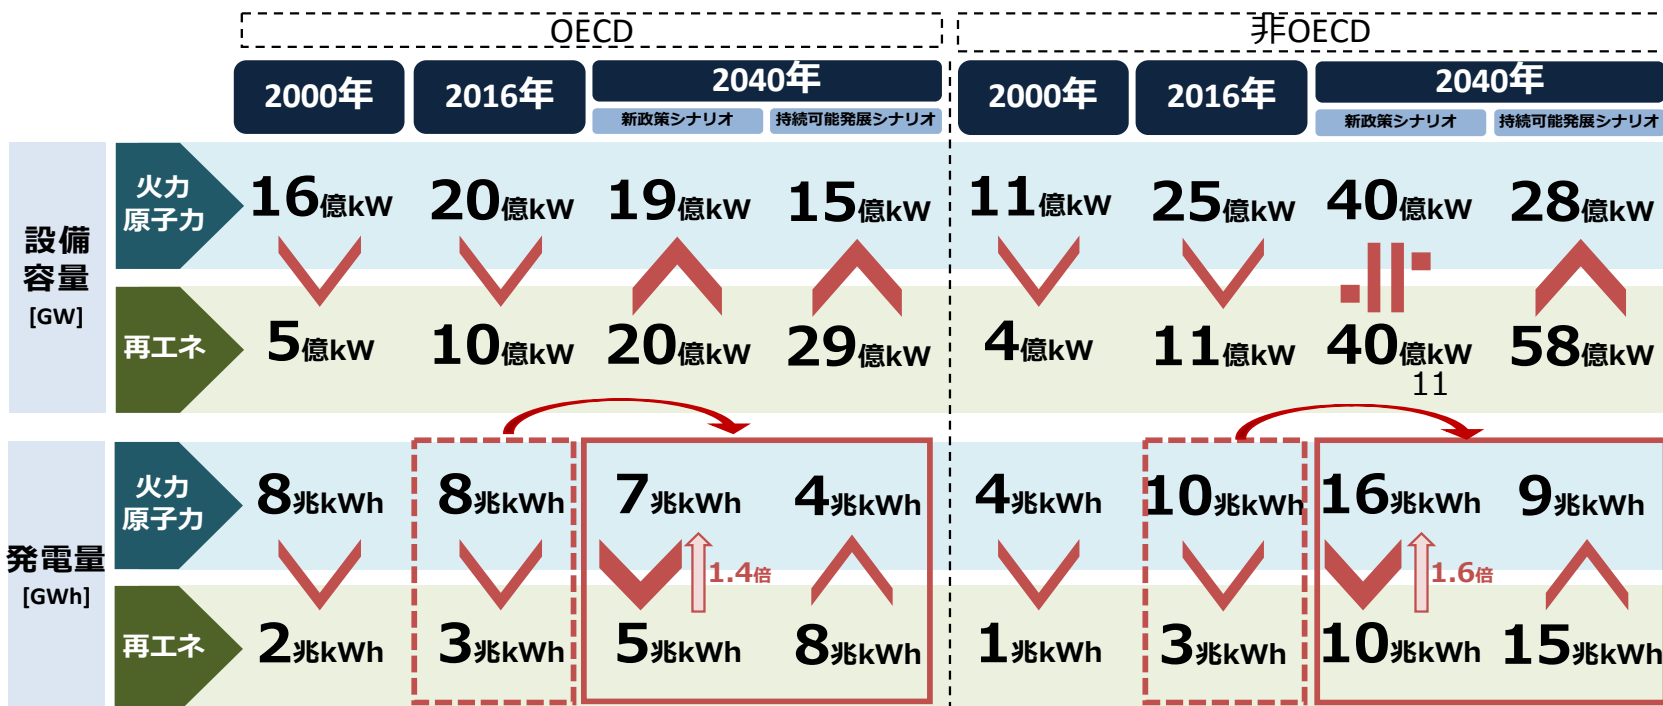 OECD
非OECD
2000年
2016年
2040年
新政策シナリオ
持続可能発展シナリオ
2000年
2016年
2040年
新政策シナリオ
持続可能発展シナリオ
設備
容量
[GW]
火力
原子力
16億kW
20億kW
19億kW
15億kW
11億kW
25億kW
40億kW
28億kW
再エネ
5億kW
10億kW
20億kW
29億kW
4億kW
11億kW
40億kW
58億kW
11
発電量
[GWh]
火力
原子力
8兆kWh
8兆kWh
7兆kWh
4兆kWh
4兆kWh
10兆kWh
16兆kWh
9兆kWh
1.4倍
1.6倍
再エネ
2兆kWh
3兆kWh
5兆kWh
8兆kWh
1兆kWh
3兆kWh
10兆kWh
15兆kWh